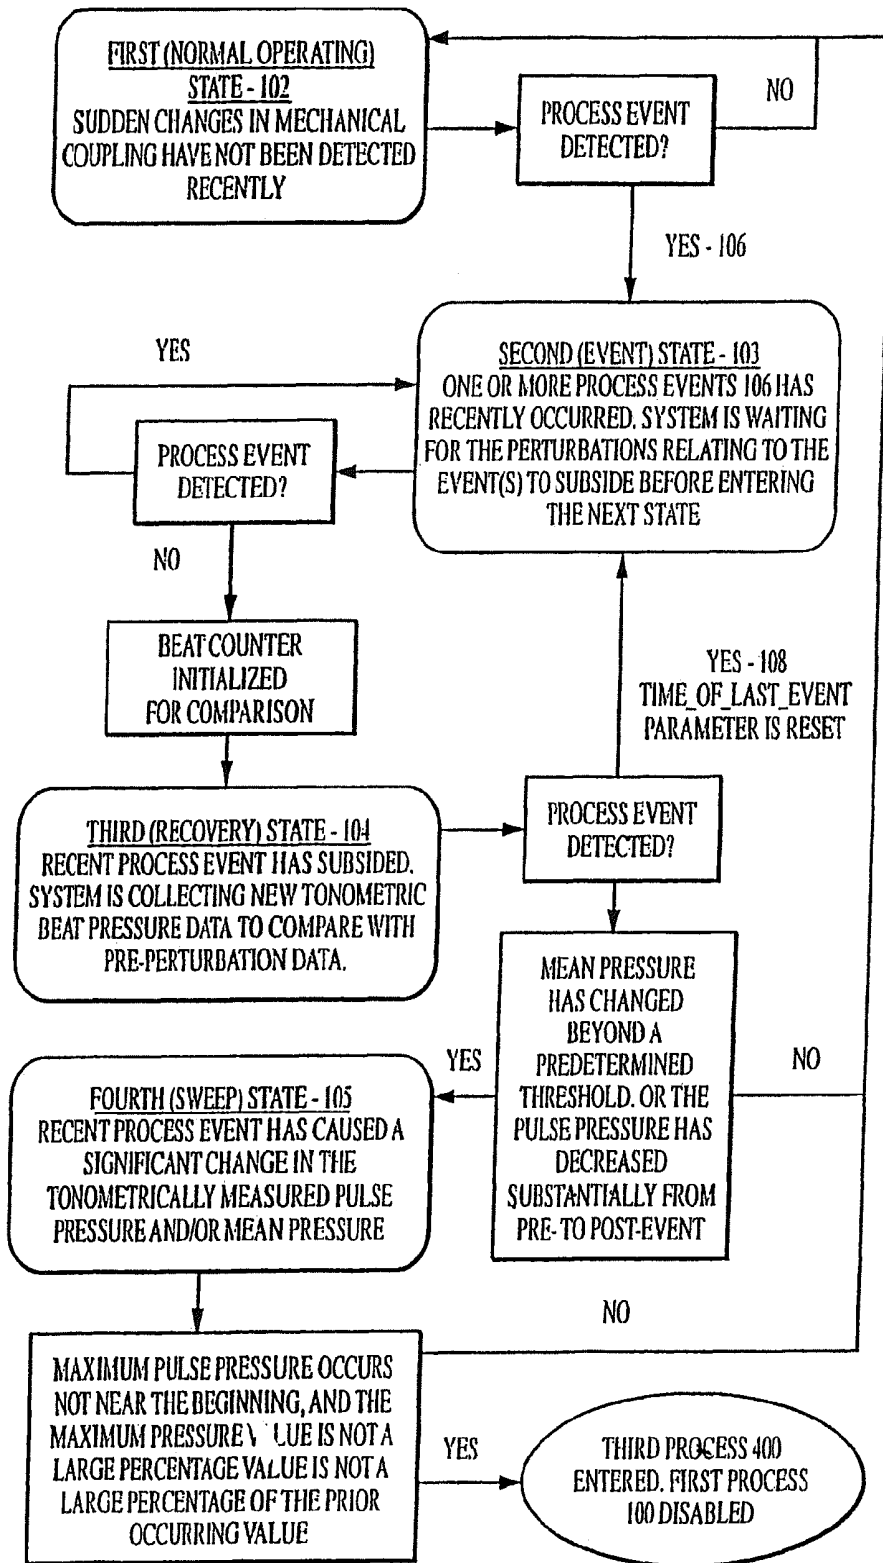 FIRST (NORMAL OPERATING)
STATE - 102
SUDDEN CHANGES IN MECHANICAL
COUPLING HAVE NOT BEEN DETECTED
RECENTLY
PROCESS EVENT
DETECTED?
NO
YES - 106
SECOND (EVENT) STATE - 103
ONE OR MORE PROCESS EVENTS 106 HAS
RECENTLY OCCURRED. SYSTEM IS WAITING
FOR THE PERTURBATIONS RELATING TO THE
EVENT(S) TO SUBSIDE BEFORE ENTERING
THE NEXT STATE
YES
PROCESS EVENT
DETECTED?
NO
BEAT COUNTER
INITIALIZED
FOR COMPARISON
YES - 108
TIME_OF_LAST_EVENT
PARAMETER IS RESET
THIRD (RECOVERY) STATE - 104
RECENT PROCESS EVENT HAS SUBSIDED.
SYSTEM IS COLLECTING NEW TONOMETRIC
BEAT PRESSURE DATA TO COMPARE WITH
PRE-PERTURBATION DATA.
PROCESS EVENT
DETECTED?
MEAN PRESSURE
HAS CHANGED
BEYOND A
PREDETERMINED
THRESHOLD. OR THE
PULSE PRESSURE HAS
DECREASED
SUBSTANTIALLY FROM
PRE- TO POST-EVENT
YES
NO
FOURTH (SWEEP) STATE - 105
RECENT PROCESS EVENT HAS CAUSED A
SIGNIFICANT CHANGE IN THE
TONOMETRICALLY MEASURED PULSE
PRESSURE AND/OR MEAN PRESSURE
NO
MAXIMUM PULSE PRESSURE OCCURS
NOT NEAR THE BEGINNING, AND THE
MAXIMUM PRESSURE IS NOT A
LARGE PERCENTAGE VALUE IS NOT A
LARGE PERCENTAGE OF THE PRIOR
OCCURRING VALUE
YES
THIRD PROCESS 400
ENTERED. FIRST PROCESS
100 DISABLED